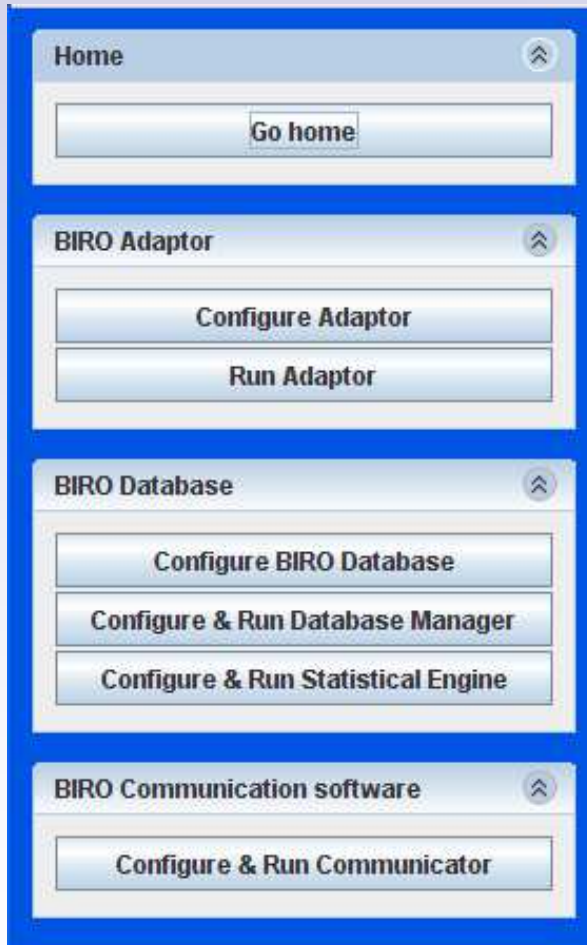 Home
Go home
BIRO Adaptor
Configure Adaptor
Run Adaptor
BIRO Database
Configure BIRO Database
Configure & Run Database Manager
Configure & Run Statistical Engine
BIRO Communication software
Configure & Run Communicator